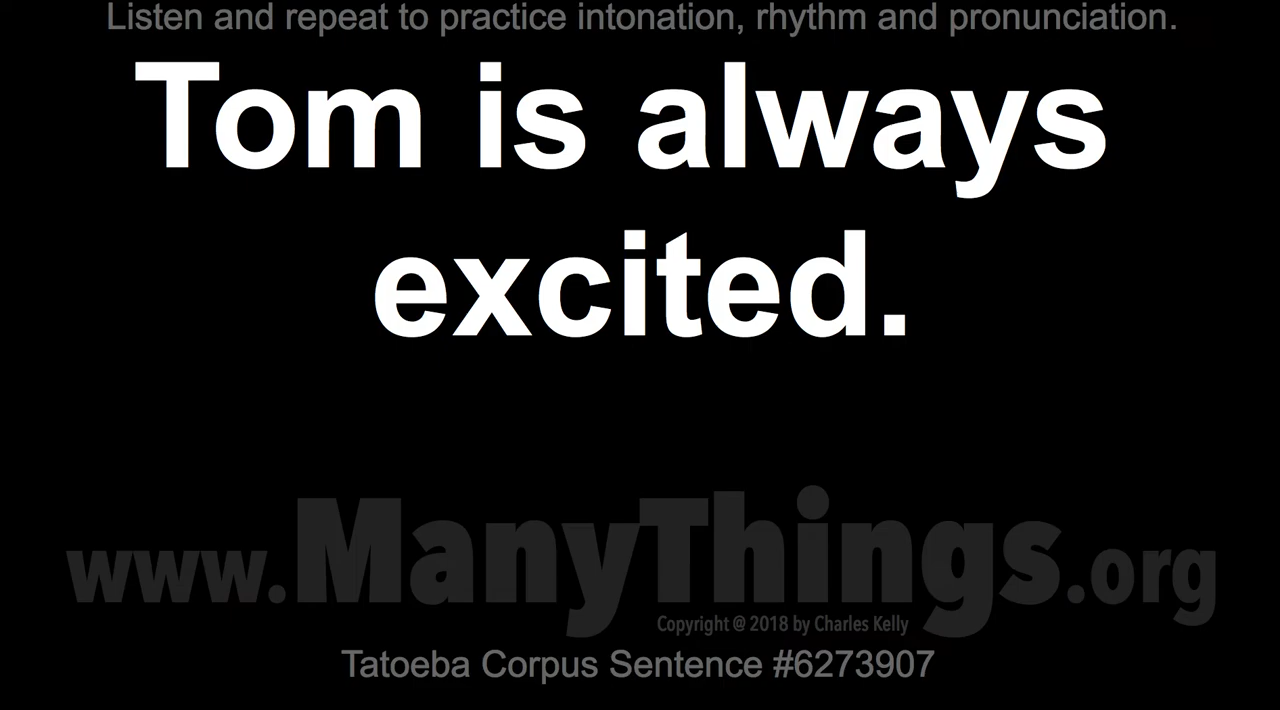 Listen and repeat to practice intonation, rhythm and pronunciation.
Tom is always
excited.
www.ManyThings.org
Copyright @ 2018 by Charles Kelly
Tatoeba Corpus Sentence #6273907